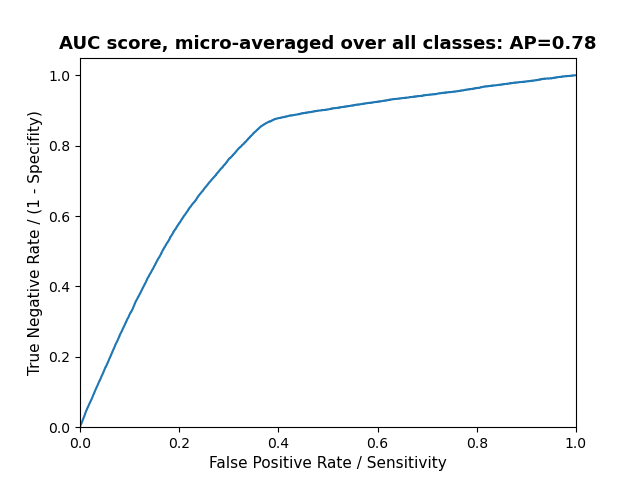 AUC score, micro-averaged over all classes: AP=0.78
1.0
0.8
0.6
0.4
0.2
0.0
True Negative Rate / (1 - Specifity)
0.0 0.2 0.4 0.6 0.8 1.0
False Positive Rate / Sensitivity